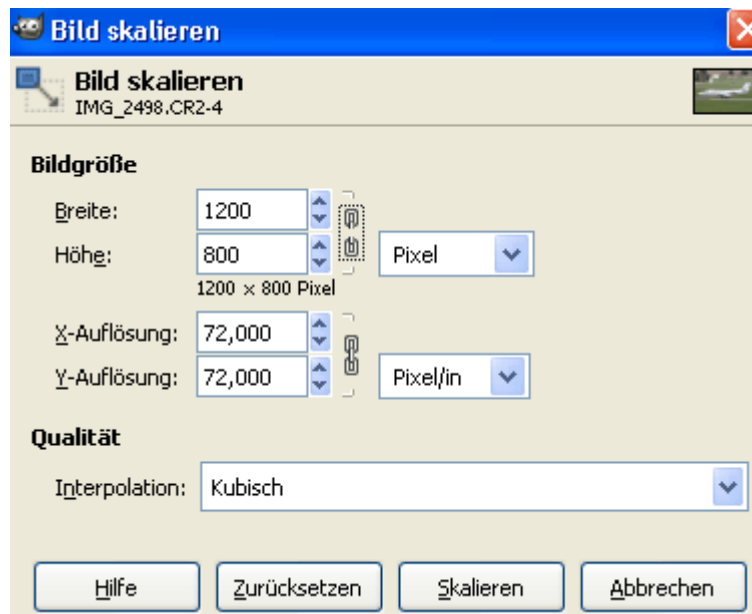 Bild skalieren
Bild skalieren
IMG_2498.CR2-4
Bildgröße
Breite: 1200
Höhe: 800 Pixel
1200 × 800 Pixel
X-Auflösung: 72,000
Y-Auflösung: 72,000 Pixel/in
Qualität
Interpolation: Kubisch
Hilfe Zurücksetzen Skalieren Abbrechen